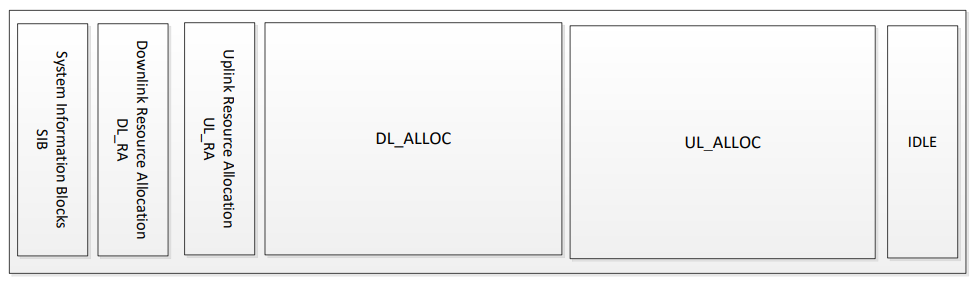 System Information Blocks
SIB
Downlink Resource Allocation
DL_RA
Uplink Resource Allocation
UL_RA
DL_ALLOC
UL_ALLOC
IDLE